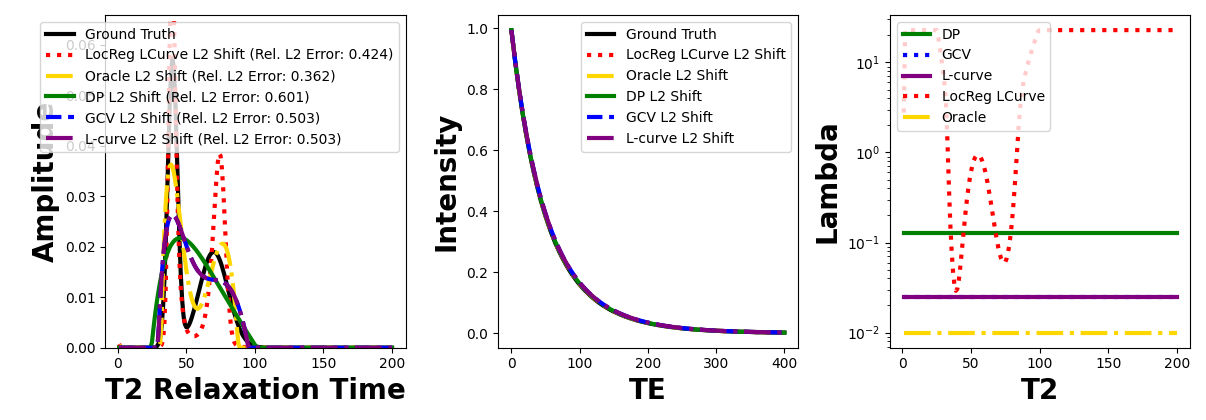 Amplitude
0.06
0.04
0.03
0.02
0.01
0.00
Ground Truth
LocReg LCurve L2 Shift (Rel. L2 Error: 0.424)
Oracle L2 Shift (Rel. L2 Error: 0.362)
DP L2 Shift (Rel. L2 Error: 0.601)
GCV L2 Shift (Rel. L2 Error: 0.503)
L-curve L2 Shift (Rel. L2 Error: 0.503)
0 50 100 150 200
T2 Relaxation Time
Intensity
1.0
0.8
0.6
0.4
0.2
0.0
Ground Truth
LocReg LCurve L2 Shift
Oracle L2 Shift
DP L2 Shift
GCV L2 Shift
L-curve L2 Shift
0 100 200 300 400
TE
Lambda
10¹
10⁰
10⁻¹
10⁻²
DP
GCV
L-curve
LocReg LCurve
Oracle
0 50 100 150 200
T2